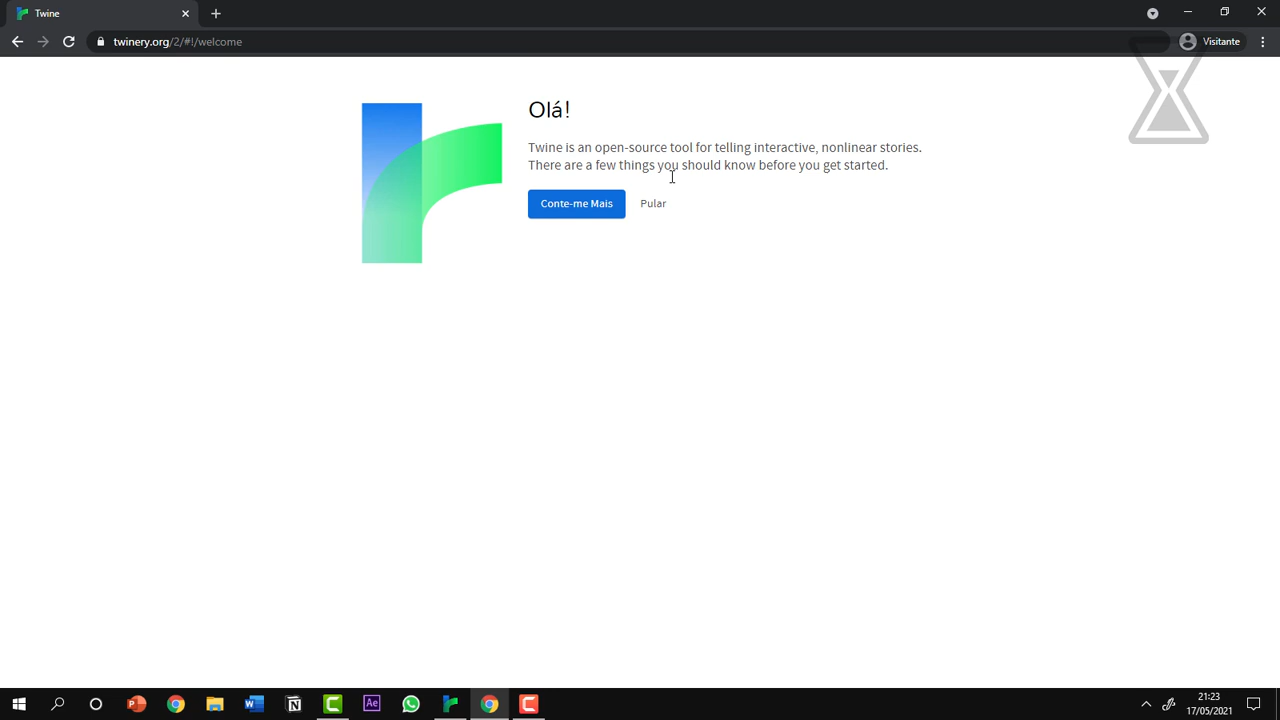 Twine
twinery.org/2/#!/welcome
Visitante
Olá!
Twine is an open-source tool for telling interactive, nonlinear stories.
There are a few things you should know before you get started.
Conte-me Mais
Pular
Ae
21:23
17/05/2021